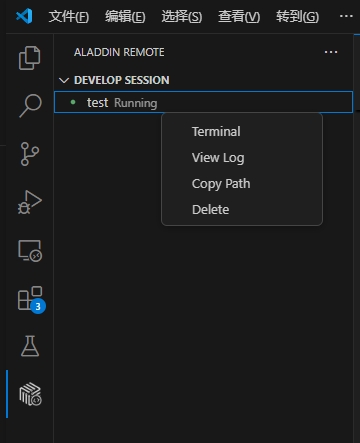 文件(F) 编辑(E) 选择(S) 查看(V) 转到(G) ···
ALADDIN REMOTE ···
DEVELOP SESSION
test Running
Terminal
View Log
Copy Path
Delete
3